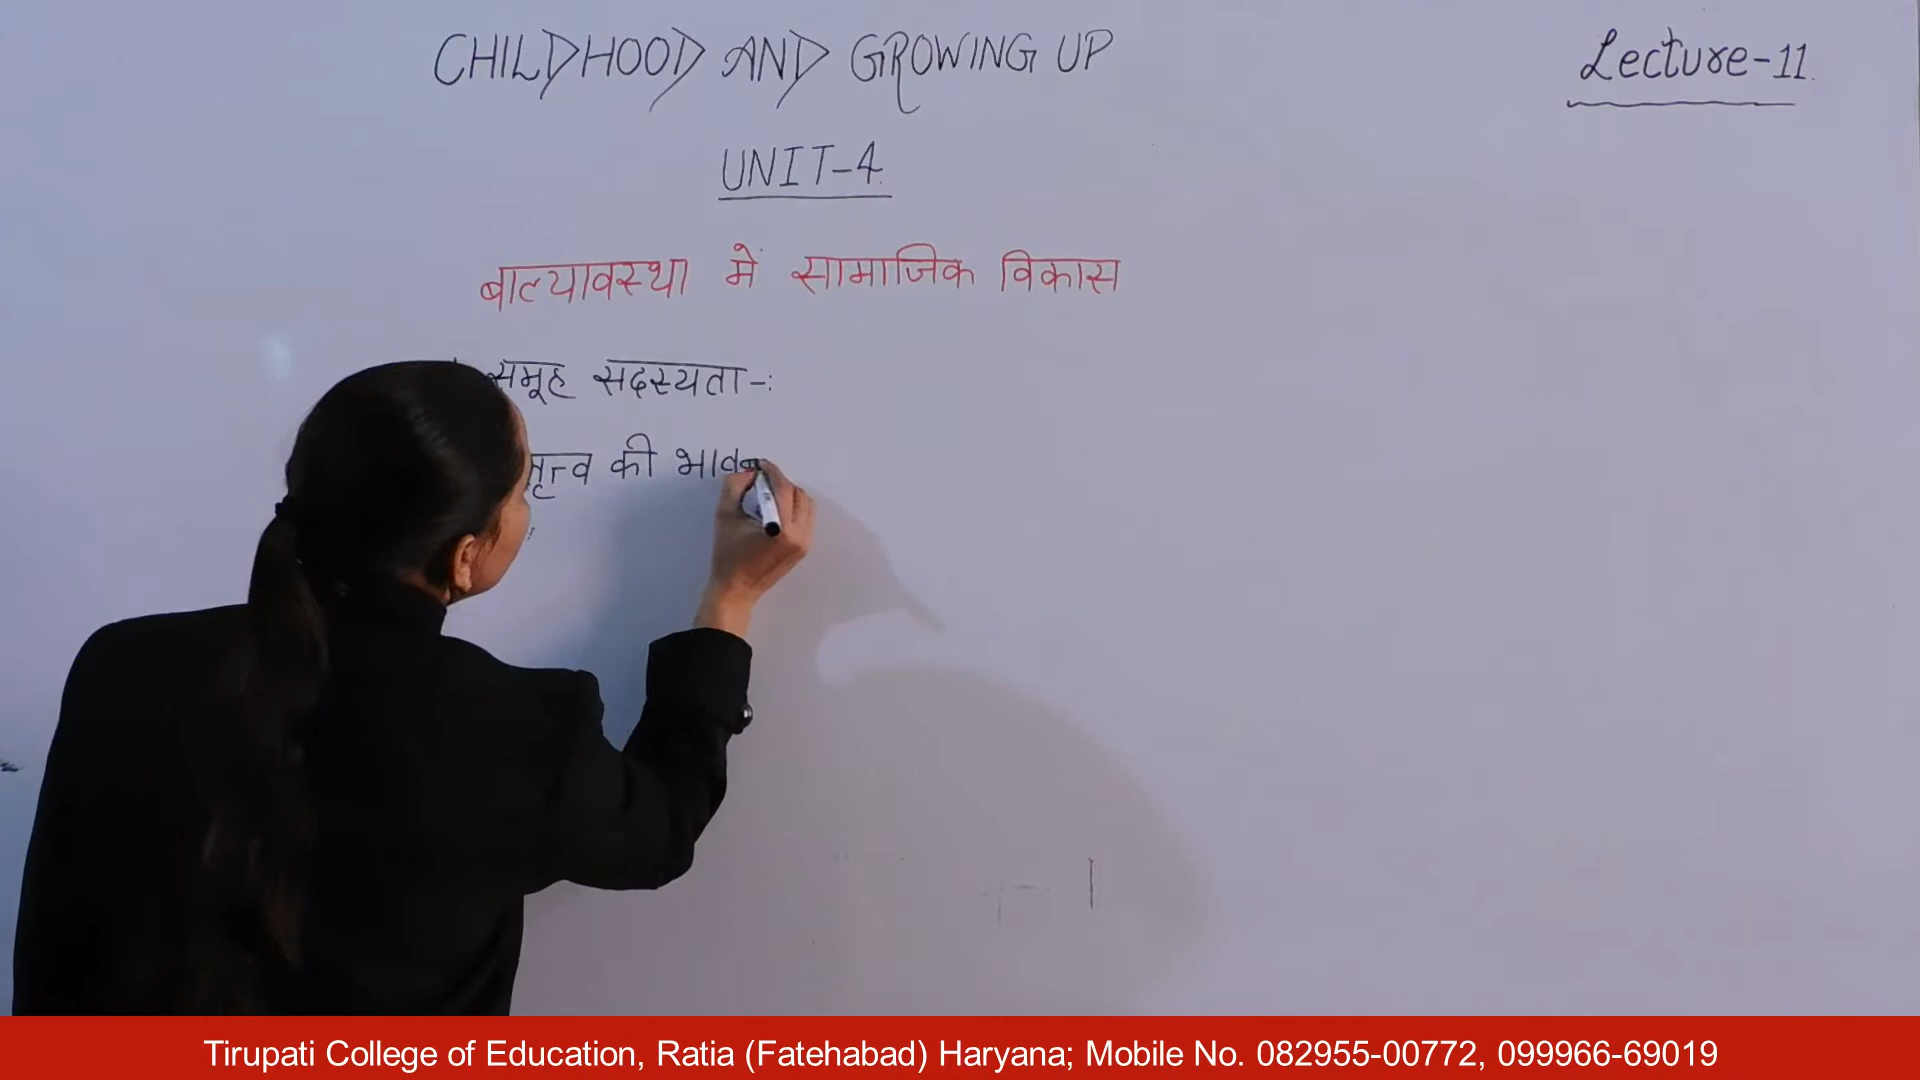 CHILDHOOD AND GROWING UP
Lecture-11.
UNIT-4.
बाल्यावस्था में सामाजिक विकास
समूह सदस्यता-:
की
Tirupati College of Education, Ratia (Fatehabad) Haryana; Mobile No. 082955-00772, 099966-69019